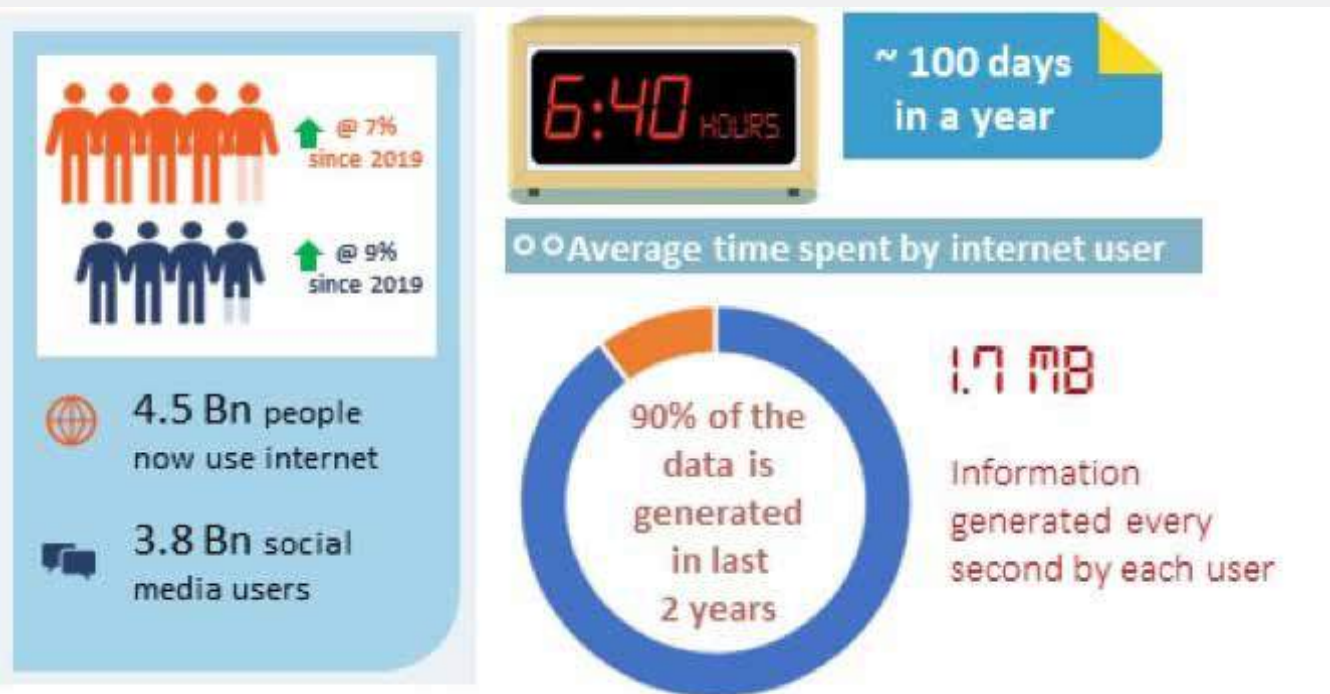 @ 7%
since 2019
@ 9%
since 2019
4.5 Bn people
now use internet
3.8 Bn social
media users
6:40 HOURS
~ 100 days
in a year
Average time spent by internet user
90% of the
data is
generated
in last
2 years
1.7 MB
Information
generated every
second by each user